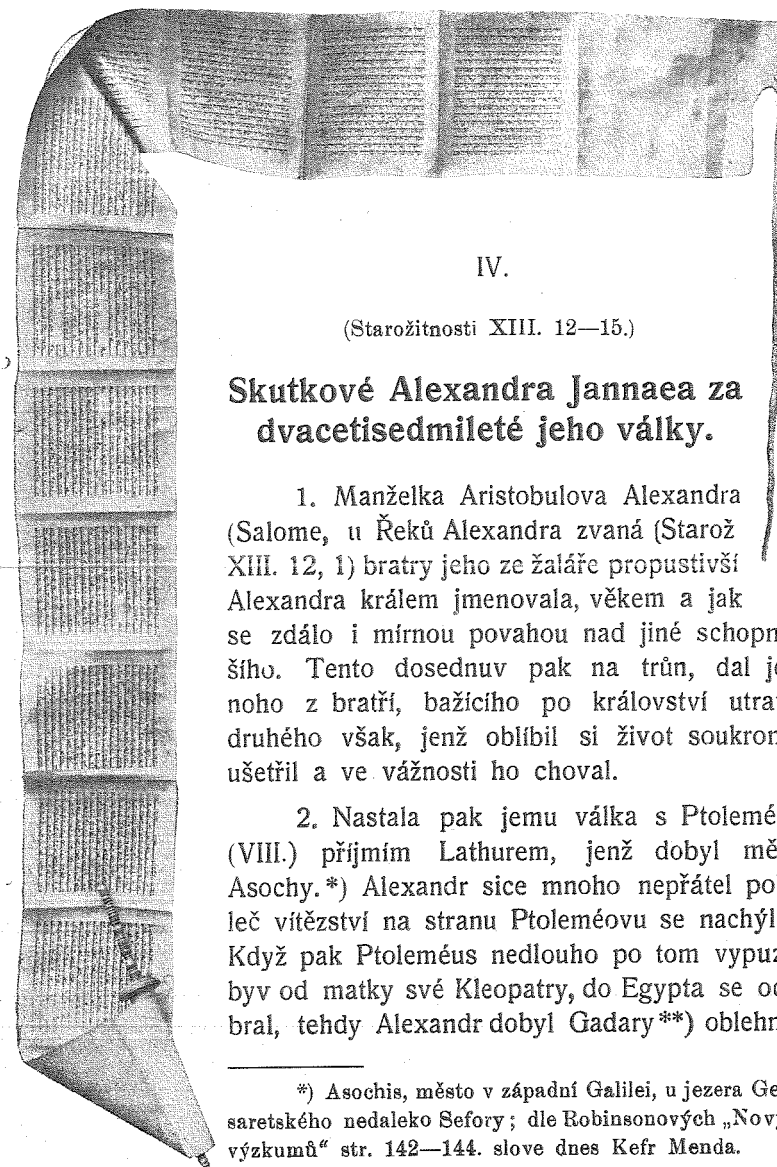 IV.
(Starožitnosti XIII. 12—15.)
Skutkové Alexandra Jannaea za
dvacetisedmileté jeho války.
1. Manželka Aristobulova Alexandra
(Salome, u Řeků Alexandra zvaná (Starož
XIII. 12, 1) bratry jeho ze žaláře propustivší
Alexandra králem jmenovala, věkem a jak
se zdálo i mírnou povahou nad jiné schopn
šího. Tento dosednuv pak na trůn, dal je
noho z bratří, bažícího po království utra
druhého však, jenž oblíbil si život soukrom
ušetřil a ve vážnosti ho choval.
2. Nastala pak jemu válka s Ptolemé
(VIII.) příjmím Lathurem, jenž dobyl mě
Asochy.*) Alexandr sice mnoho nepřátel pob
leč vítězství na stranu Ptoleméovu se nachýl
Když pak Ptoleméus nedlouho po tom vypuz
byv od matky své Kleopatry, do Egypta se od
bral, tehdy Alexandr dobyl Gadary**) oblehn
*) Asochis, město v západní Galilei, u jezera Ge
saretského nedaleko Sefory; dle Robinsonových „Nový
výzkumů“ str. 142—144. slove dnes Kefr Menda.